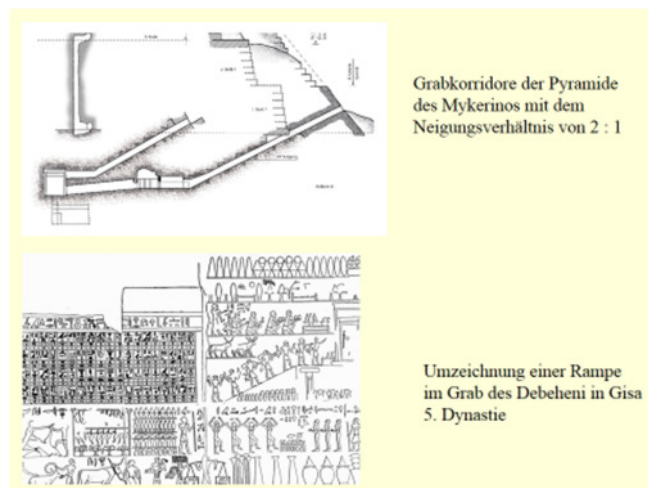 Grabkorridore der Pyramide
des Mykerinos mit dem
Neigungsverhältnis von 2 : 1
Umzeichnung einer Rampe
im Grab des Debeheni in Gisa
5. Dynastie